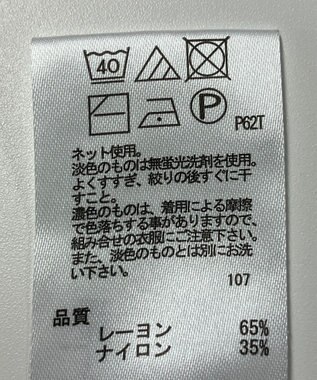 40
P
P62T
ネット使用。
淡色のものは無蛍光洗剤を使用。
よくすすぎ、絞りの後すぐに干
すこと。
濃色のものは、着用による摩擦
で色落ちする事がありますので、
組み合せの衣服にご注意下さい。
また、淡色のものとは別にお洗
い下さい。
107
品質
レーヨン 65%
ナイロン 35%